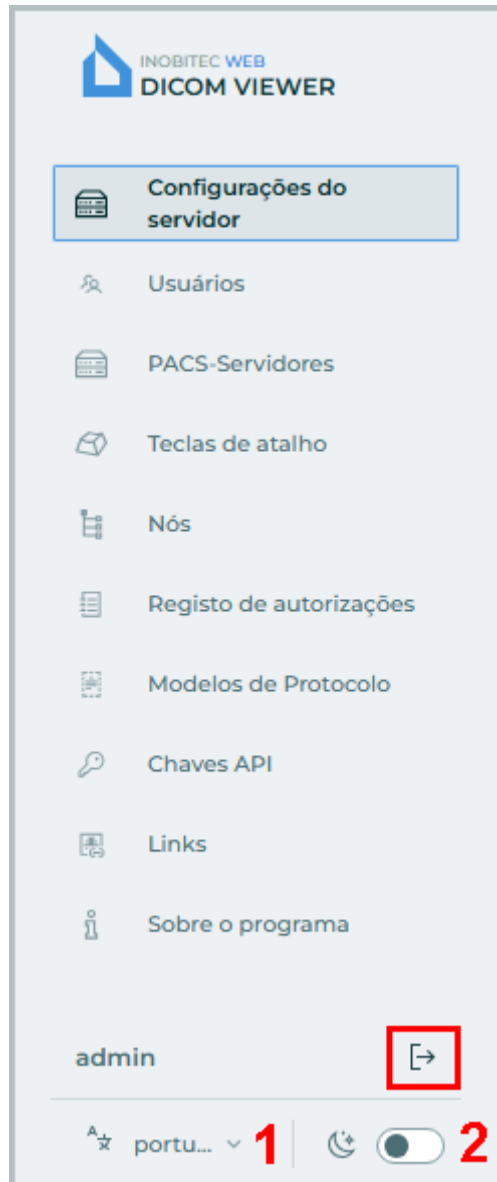 INOBITEC WEB
DICOM VIEWER
Configurações do
servidor
Usuários
PACS-Servidores
Teclas de atalho
Nós
Registo de autorizações
Modelos de Protocolo
Chaves API
Links
Sobre o programa
admin
portu... 1 2